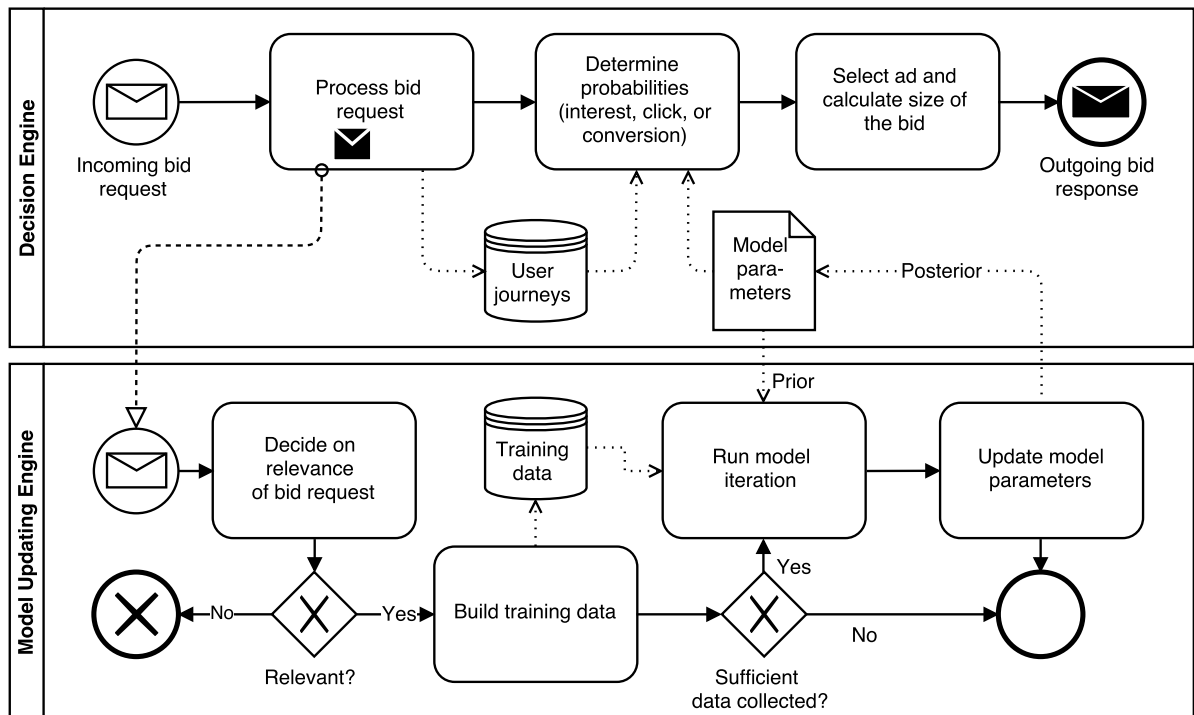 Decision Engine
Incoming bid
request
Process bid
request
Determine
probabilities
(interest, click, or
conversion)
Select ad and
calculate size of
the bid
Outgoing bid
response
User
journeys
Model
para-
meters
Posterior
Model Updating Engine
Prior
Decide on
relevance
of bid request
Training
data
Run model
iteration
Update model
parameters
No
Relevant?
Yes
Build training data
Yes
No
Sufficient
data collected?